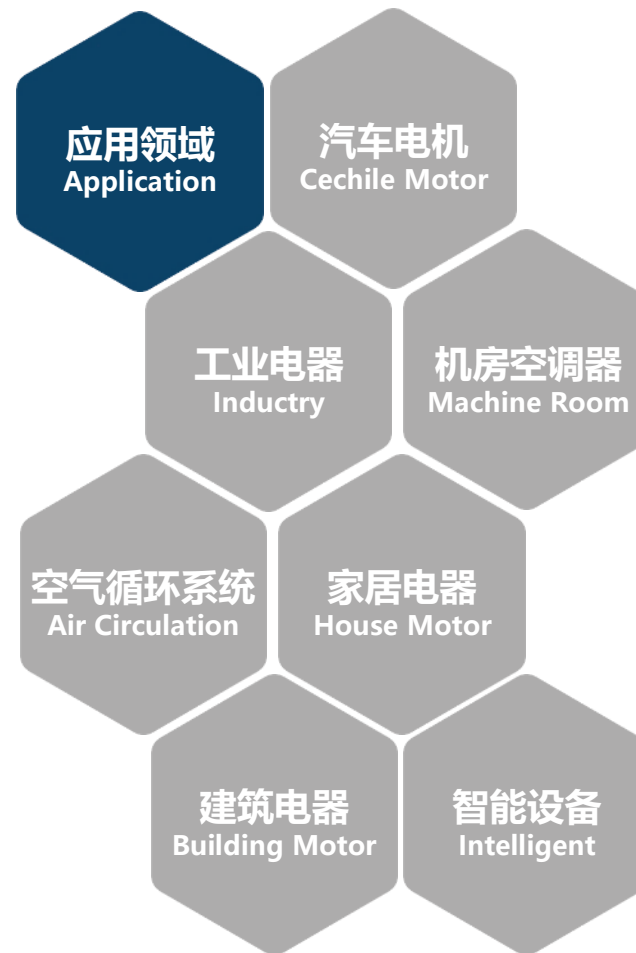 应用领域
Application
汽车电机
Cechile Motor
工业电器
Inductry
机房空调器
Machine Room
空气循环系统
Air Circulation
家居电器
House Motor
建筑电器
Building Motor
智能设备
Intelligent